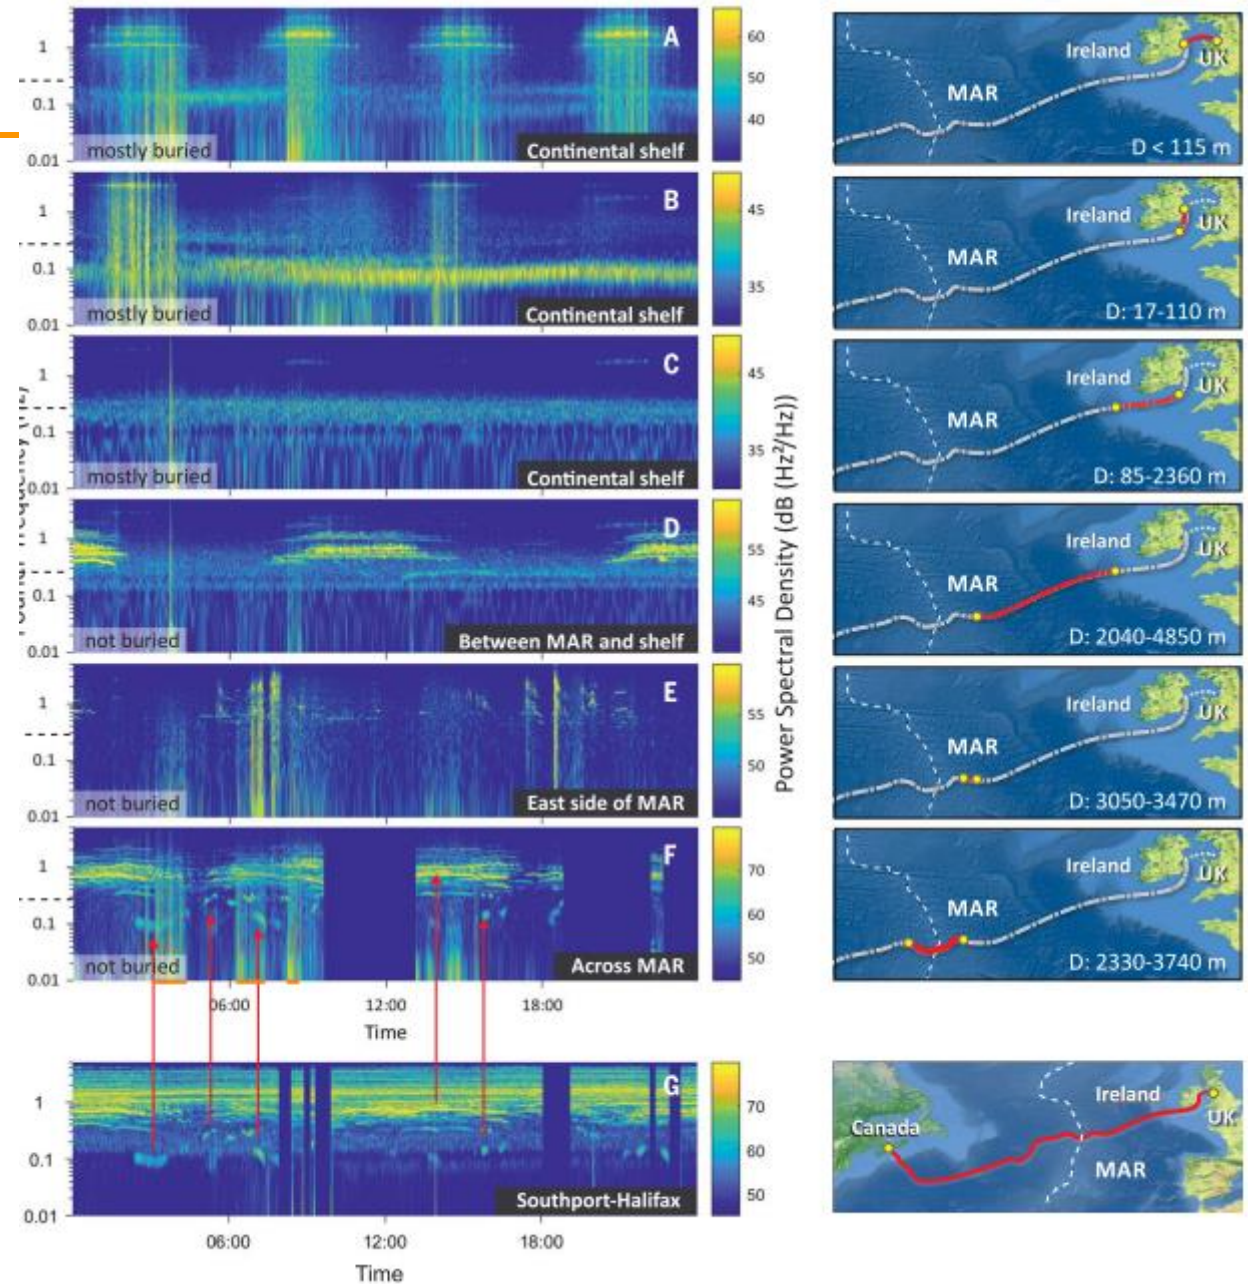 A
1
0.1
0.01
mostly buried
Continental shelf
60
50
40
Ireland
UK
MAR
D < 115 m
B
1
0.1
0.01
mostly buried
Continental shelf
45
35
Ireland
UK
MAR
D: 17-110 m
C
1
0.1
0.01
mostly buried
Continental shelf
45
35
Ireland
UK
MAR
D: 85-2360 m
D
1
0.1
0.01
not buried
Between MAR and shelf
55
45
Ireland
UK
MAR
D: 2040-4850 m
E
1
0.1
0.01
not buried
East side of MAR
55
50
Ireland
UK
MAR
D: 3050-3470 m
F
1
0.1
0.01
not buried
Across MAR
70
60
50
Ireland
UK
MAR
D: 2330-3740 m
06:00
12:00
18:00
Time
Power Spectral Density (dB (Hz²/Hz))
G
1
0.1
0.01
Southport-Halifax
70
60
50
Ireland
UK
Canada
MAR
06:00
12:00
18:00
Time